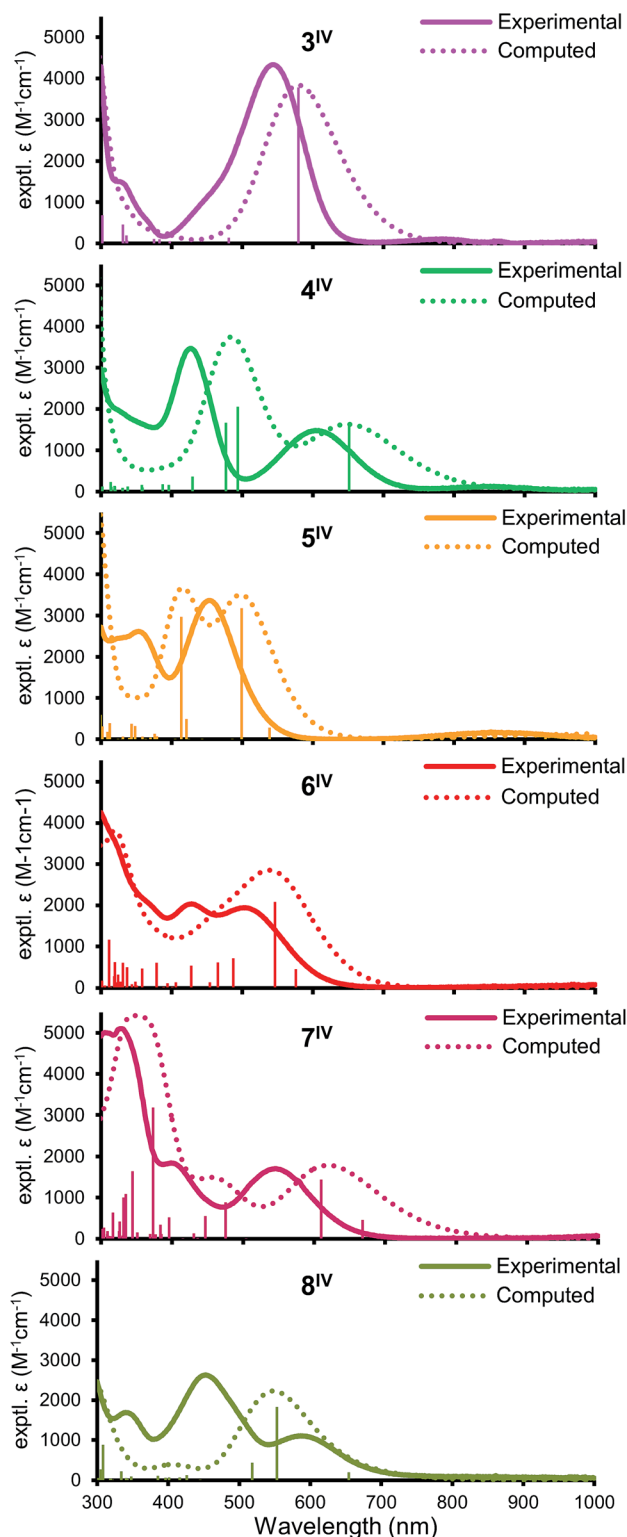 5000
4000
3000
2000
1000
0
exptl. ε (M⁻¹cm⁻¹)
3ᴵⱽ
Experimental
Computed
5000
4000
3000
2000
1000
0
exptl. ε (M⁻¹cm⁻¹)
4ᴵⱽ
Experimental
Computed
5000
4000
3000
2000
1000
0
exptl. ε (M⁻¹cm⁻¹)
5ᴵⱽ
Experimental
Computed
5000
4000
3000
2000
1000
0
exptl. ε (M-1cm-1)
6ᴵⱽ
Experimental
Computed
5000
4000
3000
2000
1000
0
exptl. ε (M⁻¹cm⁻¹)
7ᴵⱽ
Experimental
Computed
5000
4000
3000
2000
1000
0
exptl. ε (M⁻¹cm⁻¹)
8ᴵⱽ
Experimental
Computed
300 400 500 600 700 800 900 1000
Wavelength (nm)